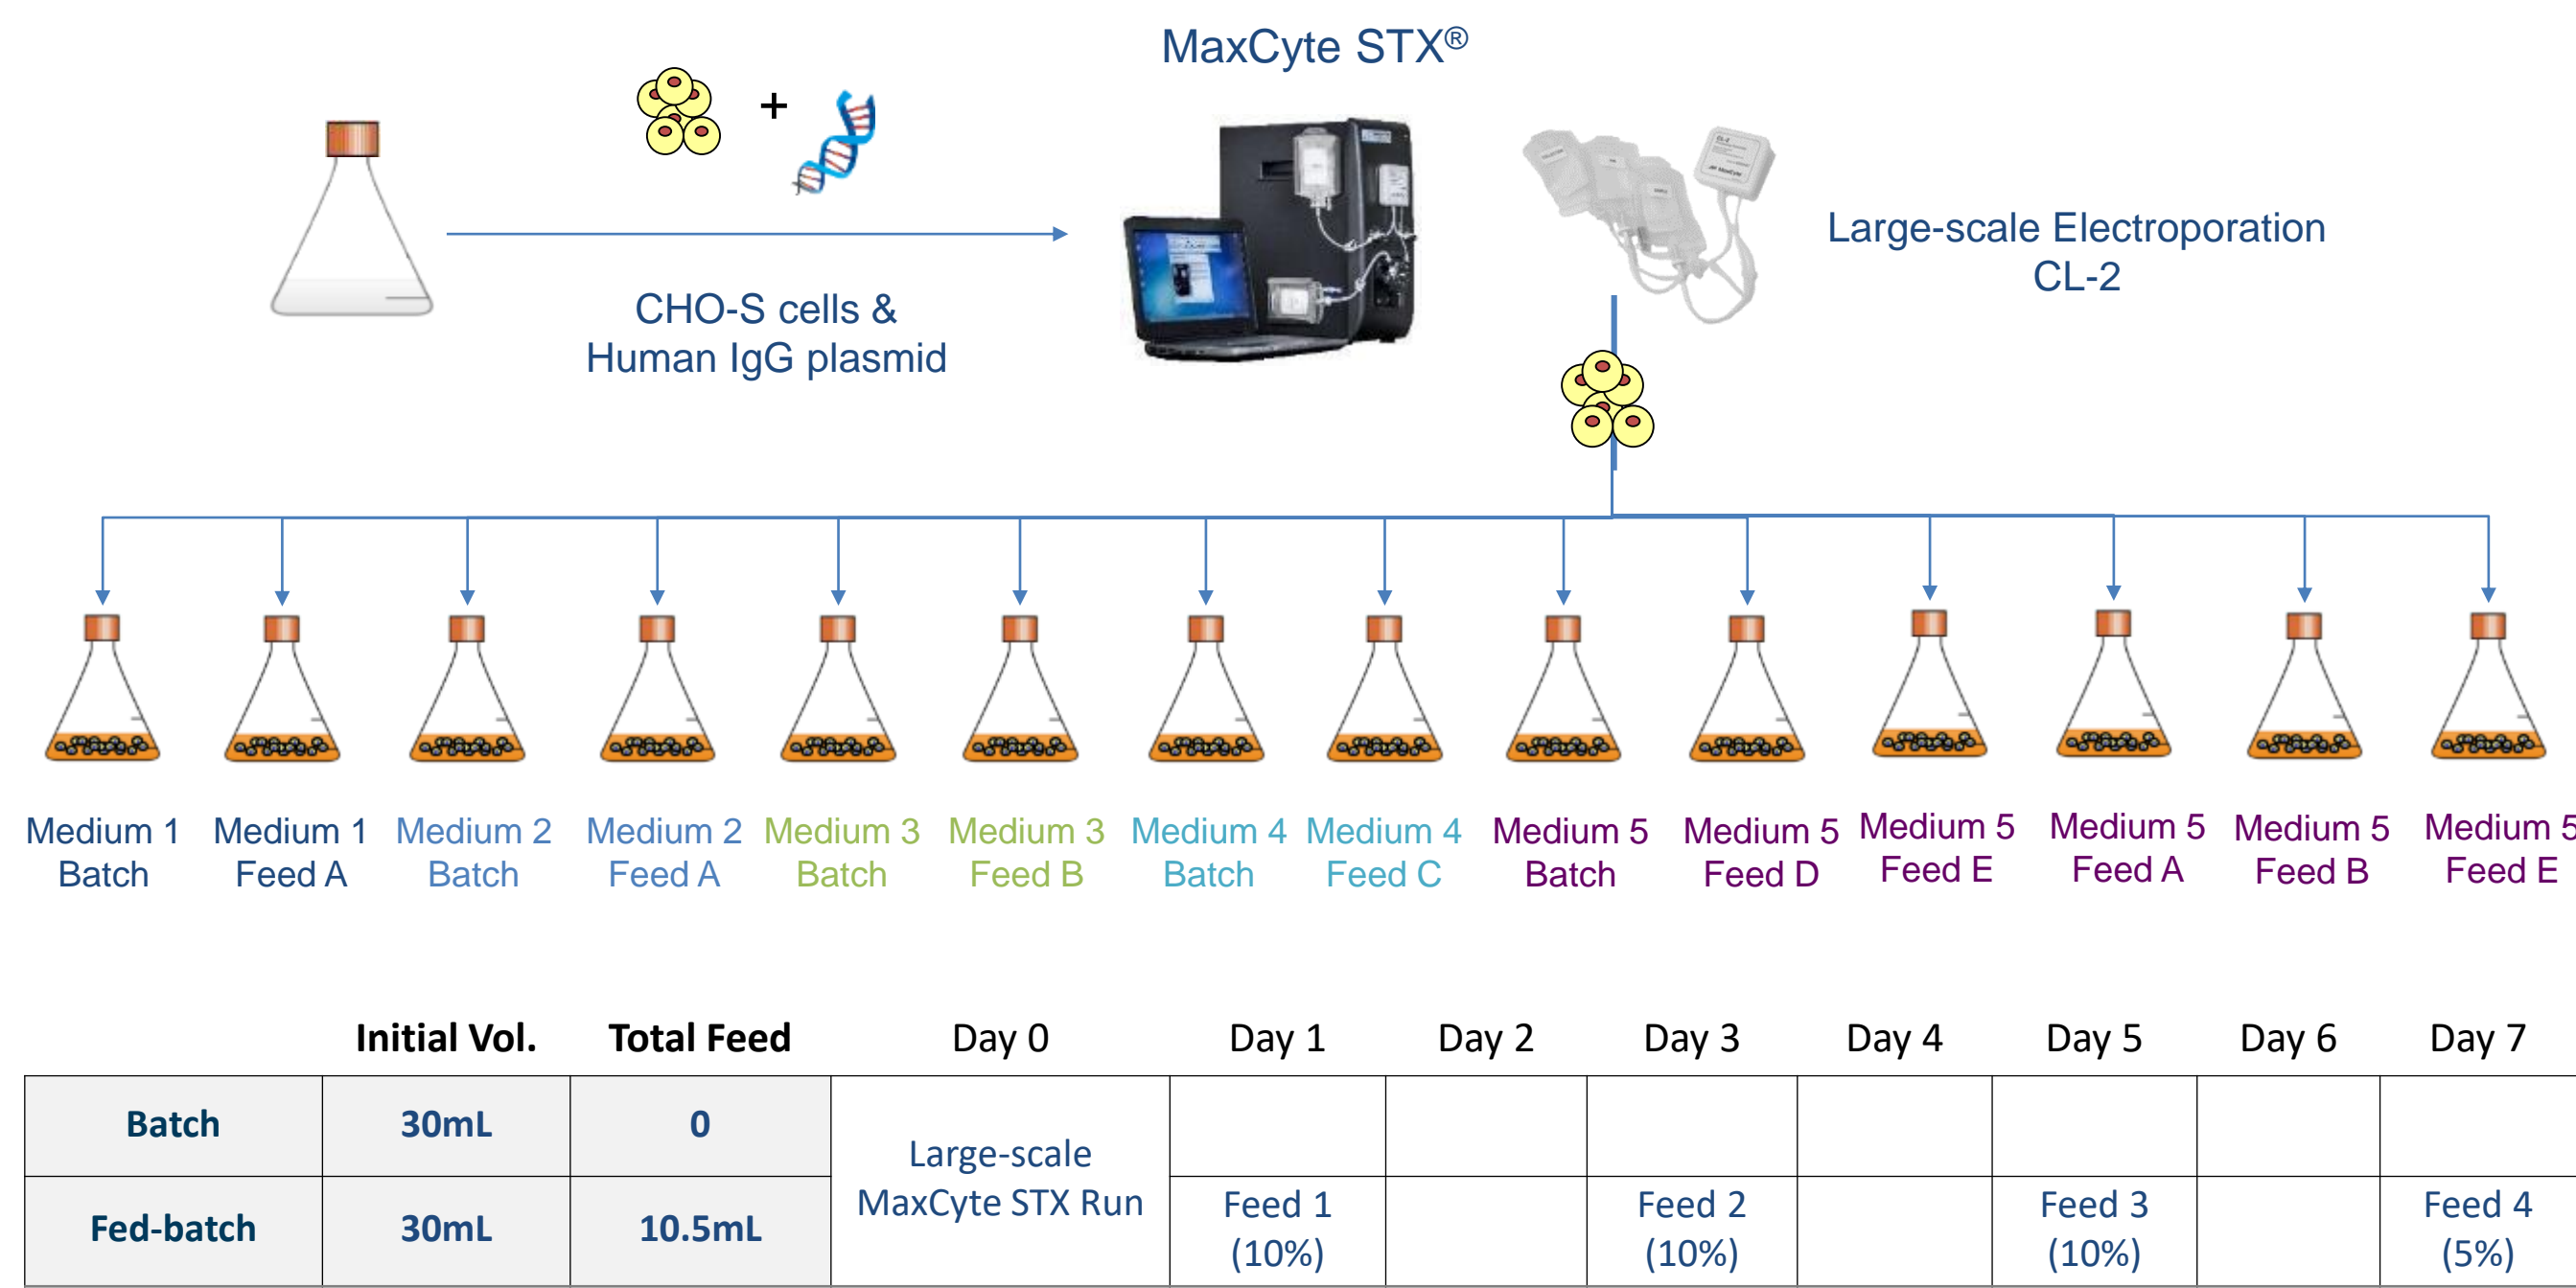 MaxCyte STX®
+
CL-2
MaxCyte
CHO-S cells &
Human IgG plasmid
Large-scale Electroporation
CL-2
Medium 1 Batch
Medium 1 Feed A
Medium 2 Batch
Medium 2 Feed A
Medium 3 Batch
Medium 3 Feed B
Medium 4 Batch
Medium 4 Feed C
Medium 5 Batch
Medium 5 Feed D
Medium 5 Feed E
Medium 5 Feed A
Medium 5 Feed B
Medium 5 Feed E
Initial Vol. Total Feed Day 0 Day 1 Day 2 Day 3 Day 4 Day 5 Day 6 Day 7
Batch 30mL 0
Large-scale
MaxCyte STX Run
Fed-batch 30mL 10.5mL
Feed 1 Feed 2 Feed 3 Feed 4
(10%) (10%) (10%) (5%)